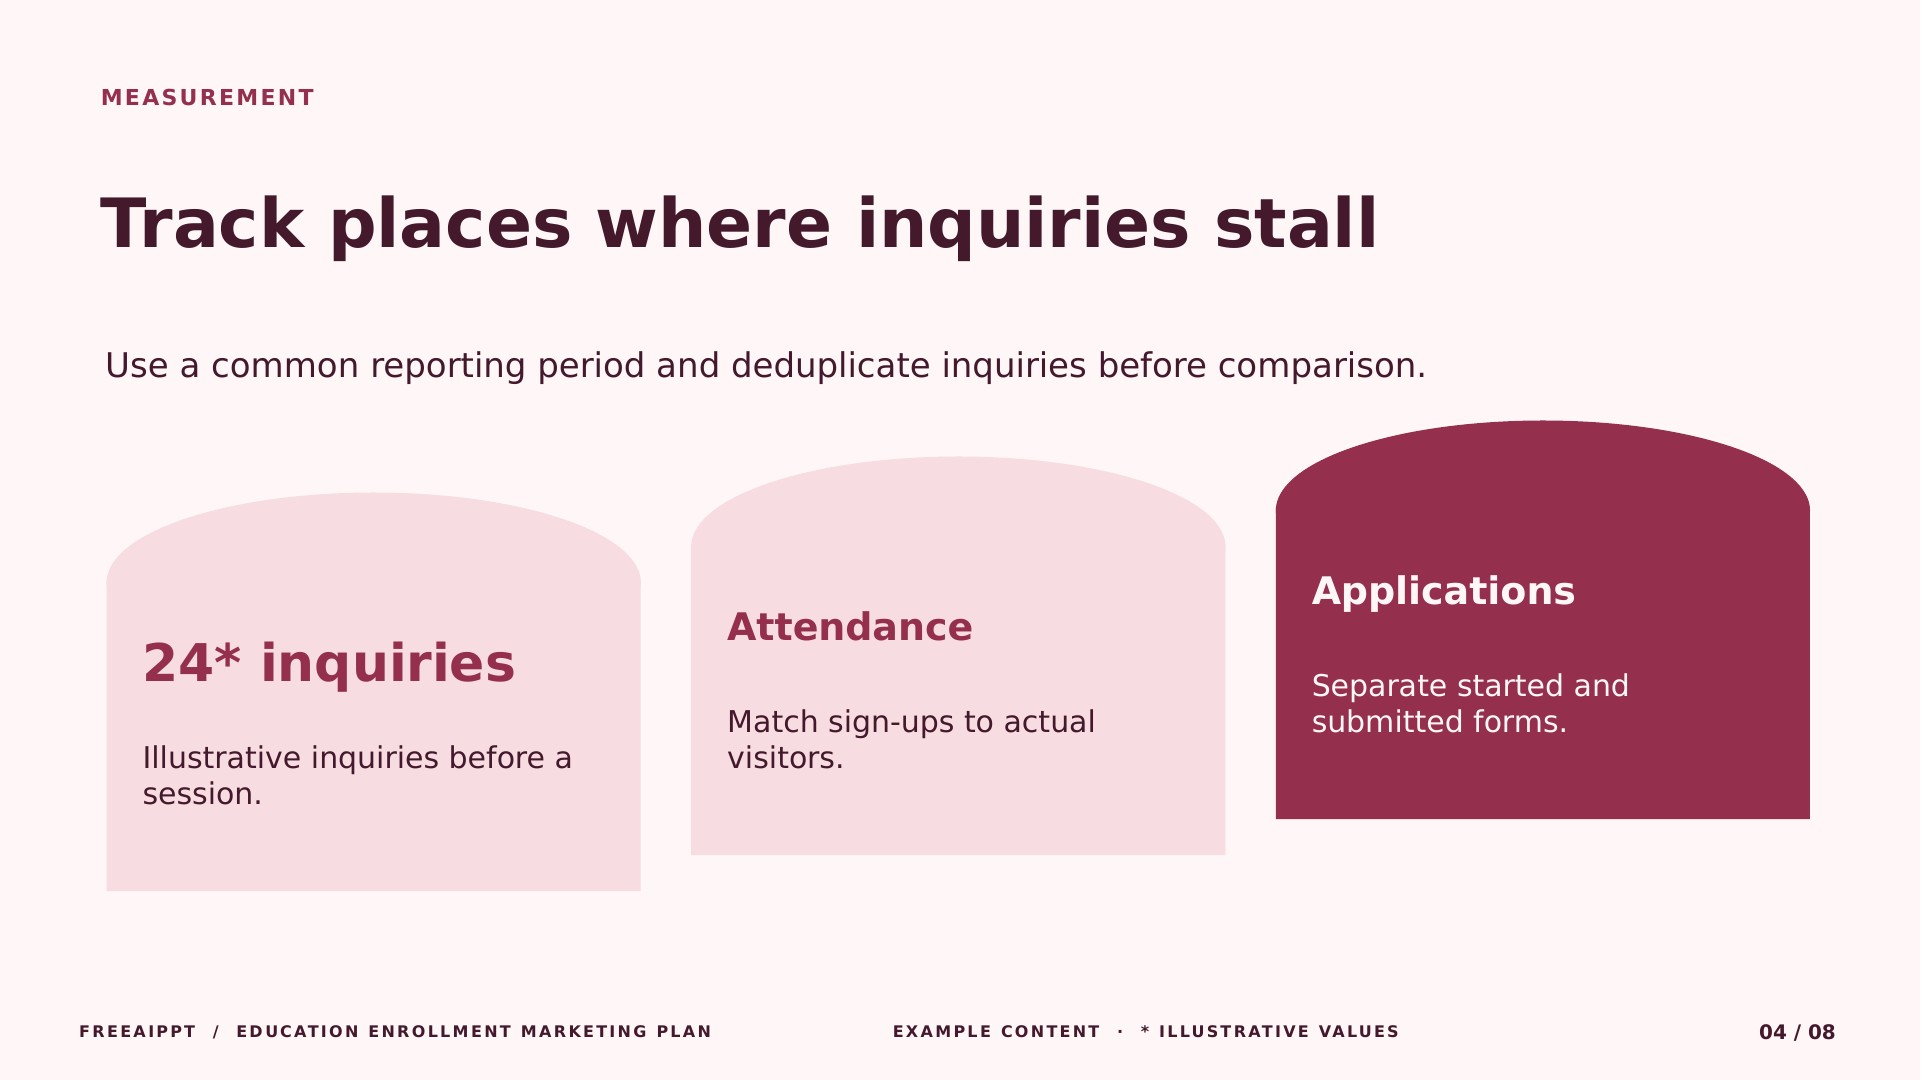 MEASUREMENT
Track places where inquiries stall
Use a common reporting period and deduplicate inquiries before comparison.
24* inquiries
Illustrative inquiries before a
session.
Attendance
Match sign-ups to actual
visitors.
Applications
Separate started and
submitted forms.
FREEAIPPT / EDUCATION ENROLLMENT MARKETING PLAN
EXAMPLE CONTENT · * ILLUSTRATIVE VALUES
04 / 08